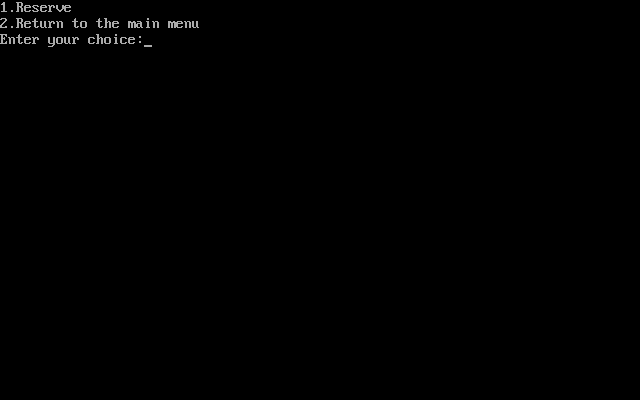 1.Reserve
2.Return to the main menu
Enter your choice:_